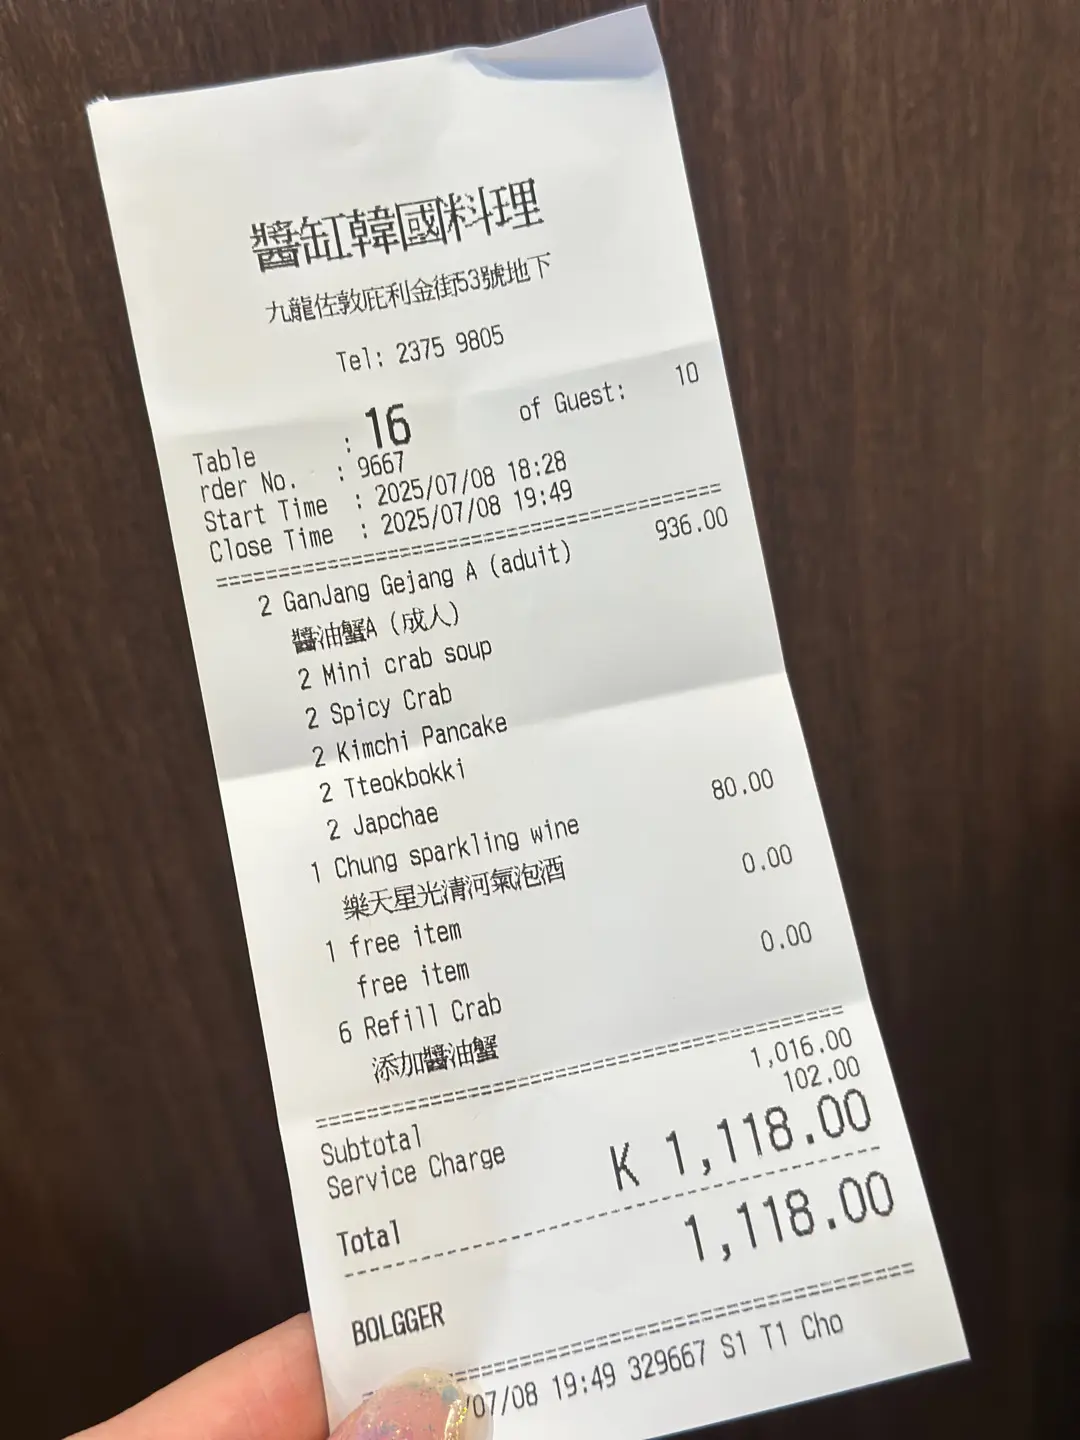 醬缸韓國料理
九龍佐敦庇利金街53號地下
Tel: 2375 9805
Table : 16 of Guest: 10
rder No. : 9667
Start Time : 2025/07/08 18:28
Close Time : 2025/07/08 19:49
2 GanJang Gejang A (aduit) 936.00
醬油蟹A (成人)
2 Mini crab soup
2 Spicy Crab
2 Kimchi Pancake
2 Tteokbokki
2 Japchae
1 Chung sparkling wine 80.00
樂天星光清河氣泡酒
1 free item 0.00
free item
6 Refill Crab 0.00
添加醬油蟹
Subtotal 1,016.00
Service Charge 102.00
Total K 1,118.00
BOLGGER 1,118.00
/07/08 19:49 329667 S1 T1 Cho